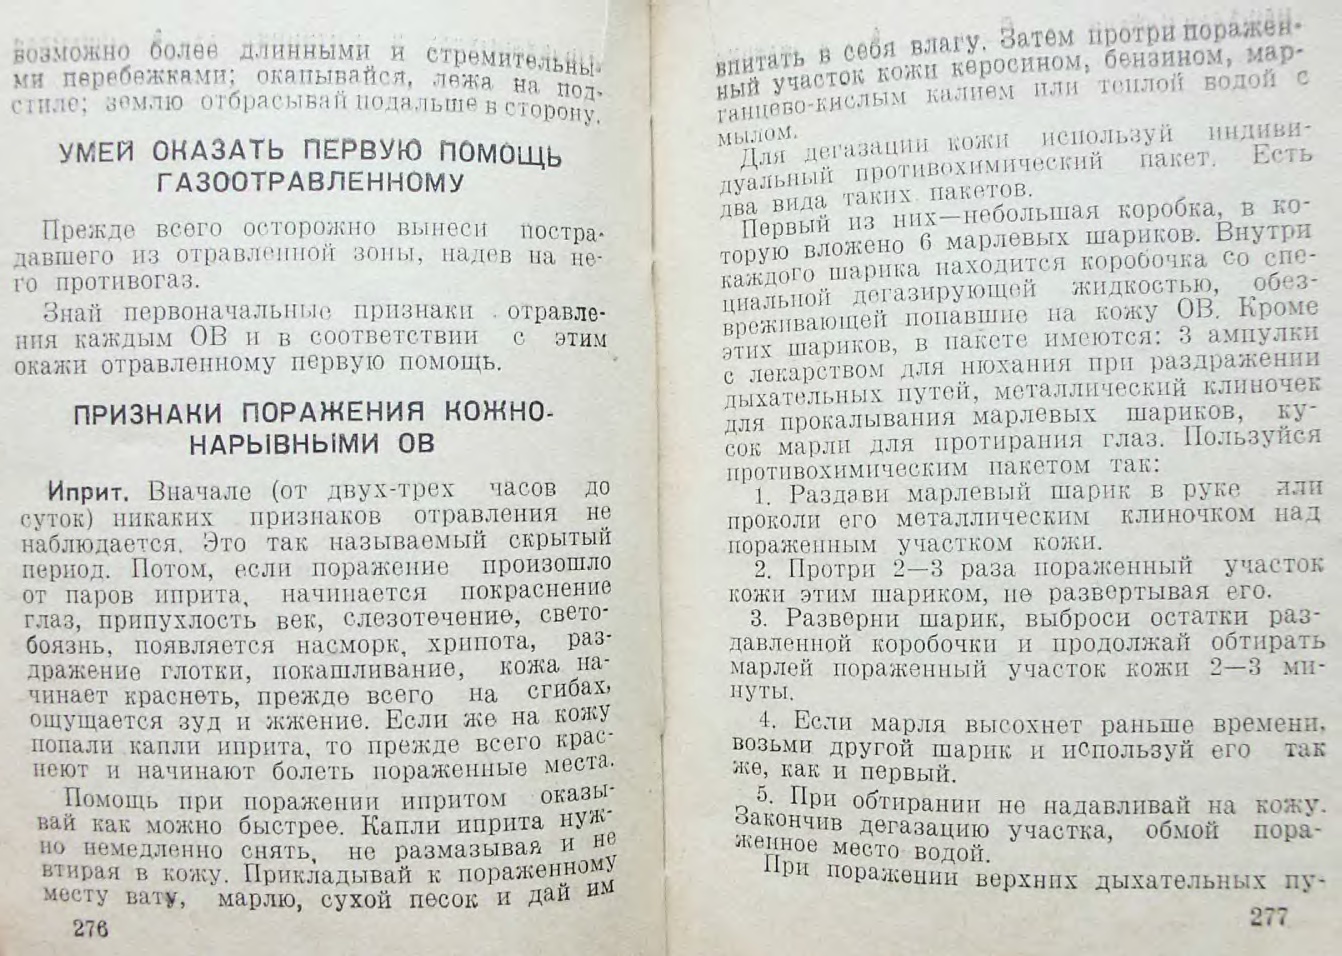 возможно более длинными и стремительны-
ми перебежками; окапывайся, лежа на под-
стиле; землю отбрасывай подальше в сторону.
УМЕЙ ОКАЗАТЬ ПЕРВУЮ ПОМОЩЬ
ГАЗООТРАВЛЕННОМУ
Прежде всего осторожно вынеси постра-
давшего из отравленной зоны, надев на не-
го противогаз.
Знай первоначальные признаки отравле-
ния каждым ОВ и в соответствии с этим
окажи отравленному первую помощь.
ПРИЗНАКИ ПОРАЖЕНИЯ КОЖНО-
НАРЫВНЫМИ ОВ
Иприт. Вначале (от двух-трех часов до
суток) никаких признаков отравления не
наблюдается. Это так называемый скрытый
период. Потом, если поражение произошло
от паров иприта, начинается покраснение
глаз, припухлость век, слезотечение, свето-
боязнь, появляется насморк, хрипота, раз-
дражение глотки, покашливание, кожа на-
чинает краснеть, прежде всего на сгибах,
ощущается зуд и жжение. Если же на кожу
попали капли иприта, то прежде всего крас-
неют и начинают болеть пораженные места.
Помощь при поражении ипритом оказы-
вай как можно быстрее. Капли иприта нуж-
но немедленно снять, не размазывая и не
втирая в кожу. Прикладывай к пораженному
месту вату, марлю, сухой песок и дай им
276
впитать в себя влагу. Затем протри поражен-
ный участок кожи керосином, бензином, мар-
ганцево-кислым калием или теплой водой с
мылом.
Для дегазации кожи используй индиви-
дуальный противохимический пакет. Есть
два вида таких пакетов.
Первый из них—небольшая коробка, в ко-
торую вложено 6 марлевых шариков. Внутри
каждого шарика находится коробочка со спе-
циальной дегазирующей жидкостью, обез-
вреживающей попавшие на кожу ОВ. Кроме
этих шариков, в пакете имеются: 3 ампулки
с лекарством для нюхания при раздражении
дыхательных путей, металлический клиночек
для прокалывания марлевых шариков, ку-
сок марли для протирания глаз. Пользуйся
противохимическим пакетом так:
1. Раздави марлевый шарик в руке или
проколи его металлическим клиночком над
пораженным участком кожи.
2. Протри 2—3 раза пораженный участок
кожи этим шариком, не развертывая его.
3. Разверни шарик, выброси остатки раз-
давленной коробочки и продолжай обтирать
марлей пораженный участок кожи 2—3 ми-
нуты.
4. Если марля высохнет раньше времени,
возьми другой шарик и используй его так
же, как и первый.
5. При обтирании не надавливай на кожу.
Закончив дегазацию участка, обмой пора-
женное место водой.
При поражении верхних дыхательных пу-
277